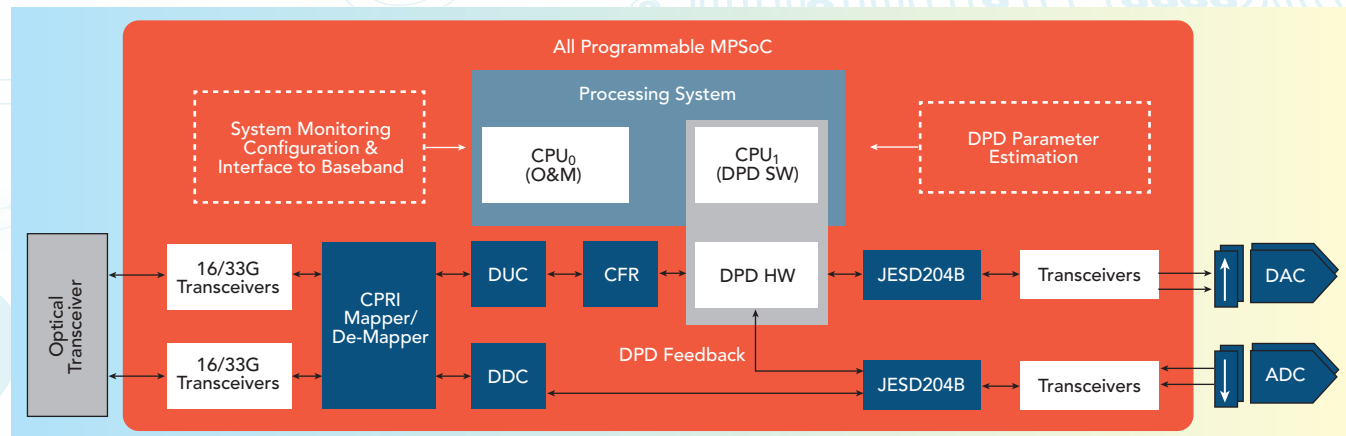 All Programmable MPSoC
Processing System
System Monitoring
Configuration &
Interface to Baseband
CPU₀
(O&M)
CPU₁
(DPD SW)
DPD Parameter
Estimation
Optical
Transceiver
16/33G
Transceivers
CPRI
Mapper/
De-Mapper
DUC
CFR
DPD HW
JESD204B
Transceivers
DAC
16/33G
Transceivers
DDC
DPD Feedback
JESD204B
Transceivers
ADC